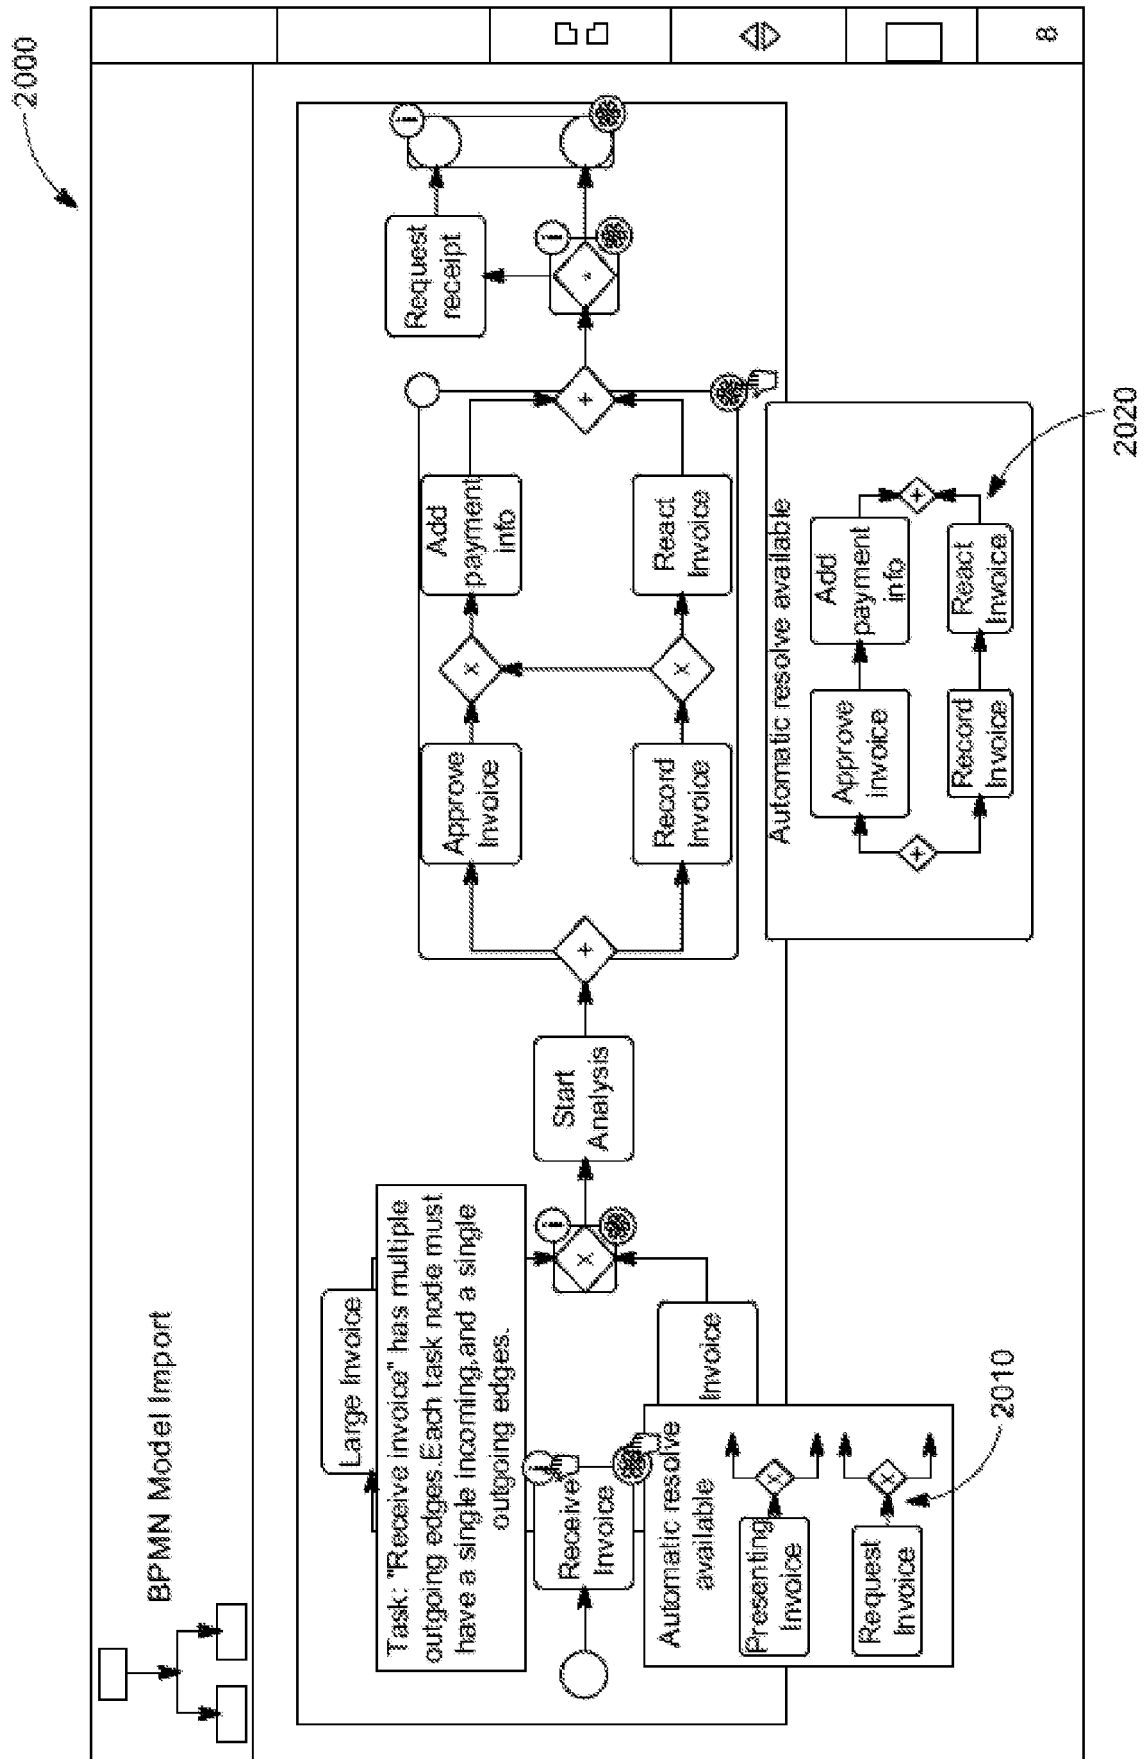 2000
BPMN Model Import
8
Large Invoice
Task: "Receive invoice" has multiple
outgoing edges.Each task node must
have a single incoming,and a single
outgoing edges.
i
Receive
Invoice
Automatic resolve
available
Presenting
Invoice
x
Request
Invoice
x
2010
Invoice
i
x
Start
Analysis
+
Approve
Invoice
Record
Invoice
x
x
Add
payment
info
React
Invoice
+
Request
receipt
i
*
i
Automatic resolve available
+
Approve
invoice
Record
Invoice
Add
payment
info
React
Invoice
+
2020